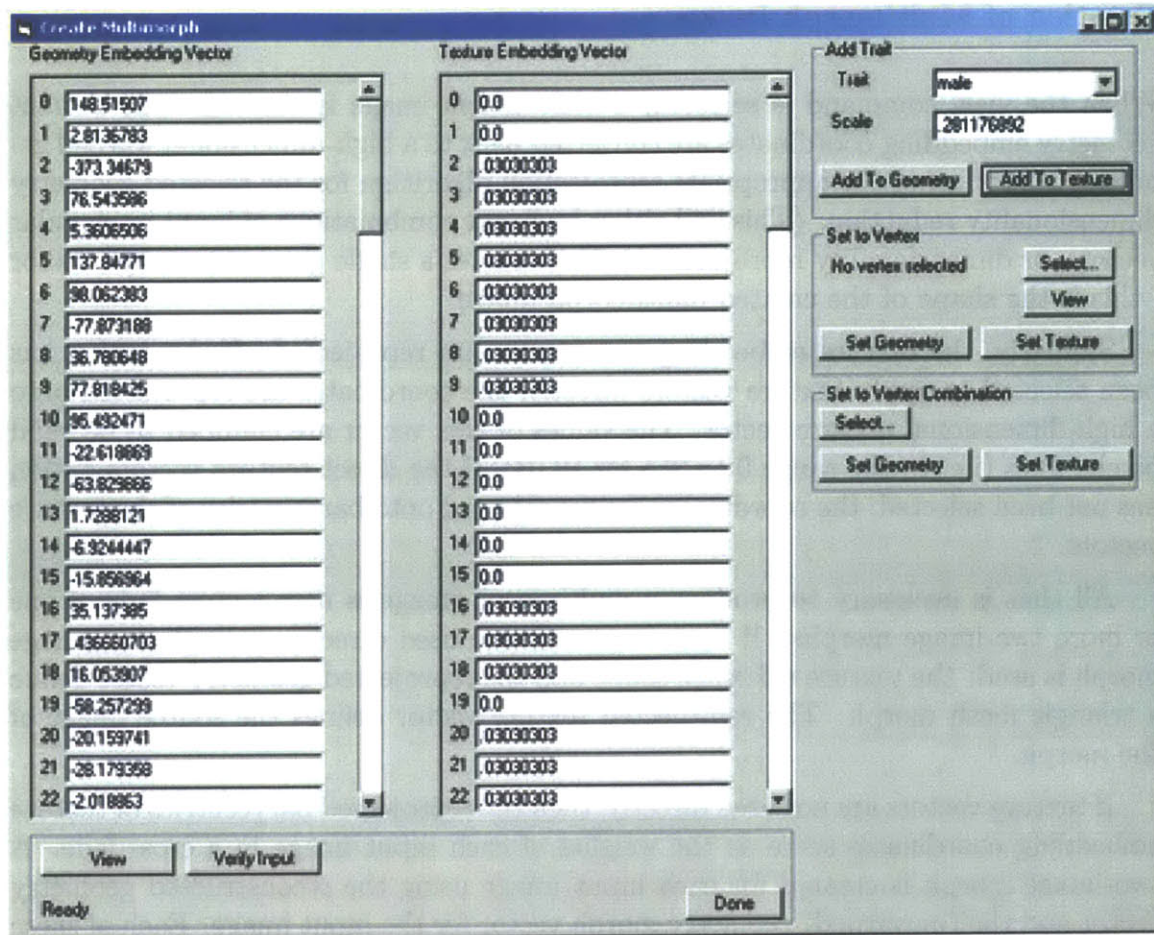 Create Multimorph
Geometry Embedding Vector
0 148.51507
1 2.8136783
2 -373.34679
3 76.543586
4 5.3606506
5 137.84771
6 98.062383
7 -77.873188
8 36.780648
9 77.818425
10 95.492471
11 -22.618869
12 -63.829866
13 1.7288121
14 -6.9244447
15 -15.856964
16 35.137385
17 .436660703
18 16.053907
19 -58.257299
20 -20.159741
21 -28.179358
22 -2.018863
Texture Embedding Vector
0 0.0
1 0.0
2 .03030303
3 .03030303
4 .03030303
5 .03030303
6 .03030303
7 .03030303
8 .03030303
9 .03030303
10 0.0
11 0.0
12 0.0
13 0.0
14 0.0
15 0.0
16 .03030303
17 .03030303
18 .03030303
19 0.0
20 .03030303
21 .03030303
22 .03030303
Add Trait
Trait male
Scale .281176892
Add To Geometry Add To Texture
Set to Vertex
No vertex selected Select...
View
Set Geometry Set Texture
Set to Vertex Combination
Select...
Set Geometry Set Texture
View Verify Input
Ready Done